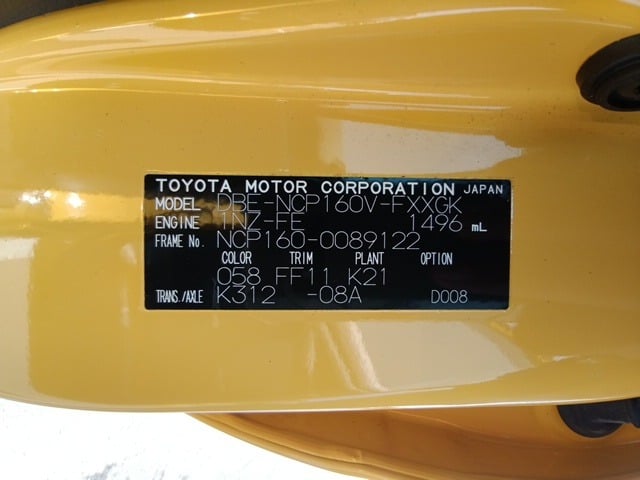 TOYOTA MOTOR CORPORATION JAPAN
MODEL DBE-NCP160V-FXXGK
ENGINE 1NZ-FE 1496 mL
FRAME No. NCP160-0089122
COLOR TRIM PLANT OPTION
058 FF11 K21
TRANS./AXLE K312 -08A D008